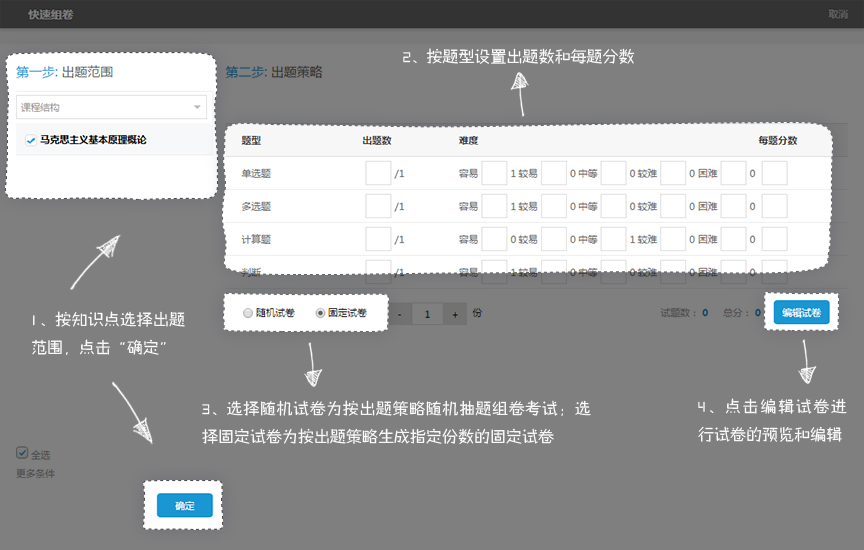 快速组卷 取消
2、按题型设置出题数和每题分数
第一步: 出题范围 第二步: 出题策略
课程结构
马克思主义基本原理概论
题型 出题数 难度 每题分数
单选题 /1 容易 1 较易 0 中等 0 较难 0 困难 0
多选题 /1 容易 1 较易 0 中等 0 较难 0 困难 0
计算题 /1 容易 0 较易 0 中等 1 较难 0 困难 0
判断 /1 容易 1 较易 0 中等 0 较难 0 困难 0
随机试卷 固定试卷 - 1 + 份 试题数: 0 总分: 0 编辑试卷
1、按知识点选择出题
范围，点击“确定”
3、选择随机试卷为按出题策略随机抽题组卷考试；选
择固定试卷为按出题策略生成指定份数的固定试卷
4、点击编辑试卷进
行试卷的预览和编辑
全选
更多条件
确定